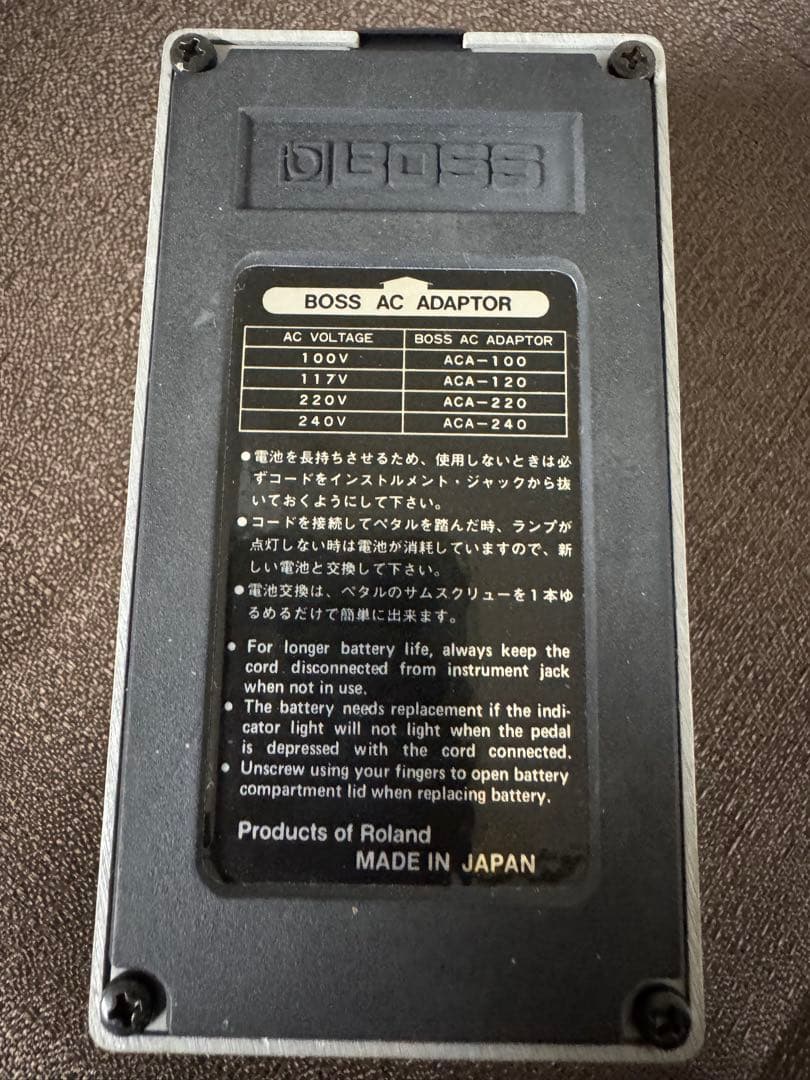 BOSS
BOSS AC ADAPTOR
AC VOLTAGE BOSS AC ADAPTOR
100V ACA-100
117V ACA-120
220V ACA-220
240V ACA-240
●電池を長持ちさせるため、使用しないときは必
ずコードをインストルメント・ジャックから抜
いておくようにして下さい。
●コードを接続してペタルを踏んだ時、ランプが
点灯しない時は電池が消耗していますので、新
しい電池と交換して下さい。
●電池交換は、ペタルのサムスクリューを1本ゆ
るめるだけで簡単に出来ます。
● For longer battery life, always keep the
cord disconnected from instrument jack
when not in use.
● The battery needs replacement if the indi-
cator light will not light when the pedal
is depressed with the cord connected.
● Unscrew using your fingers to open battery
compartment lid when replacing battery.
Products of Roland
MADE IN JAPAN